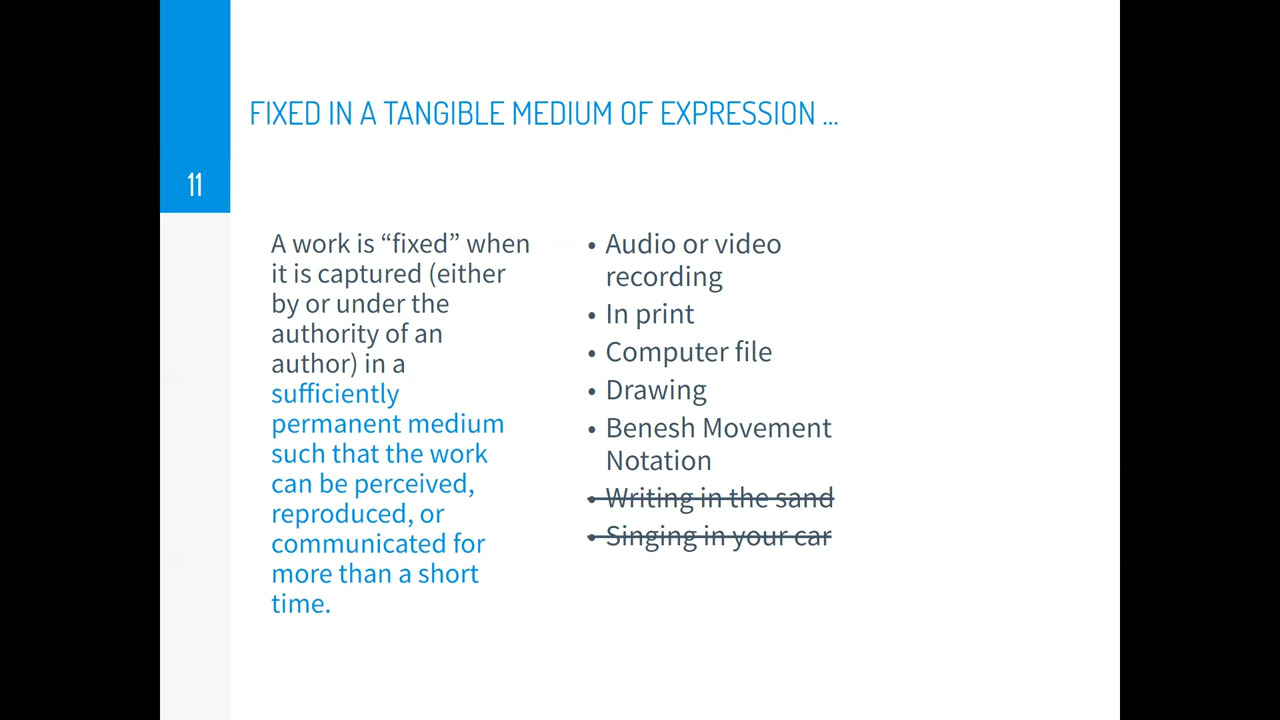 FIXED IN A TANGIBLE MEDIUM OF EXPRESSION ...
11
A work is “fixed” when
it is captured (either
by or under the
authority of an
author) in a
sufficiently
permanent medium
such that the work
can be perceived,
reproduced, or
communicated for
more than a short
time.
• Audio or video
recording
• In print
• Computer file
• Drawing
• Benesh Movement
Notation
• Writing in the sand
• Singing in your car